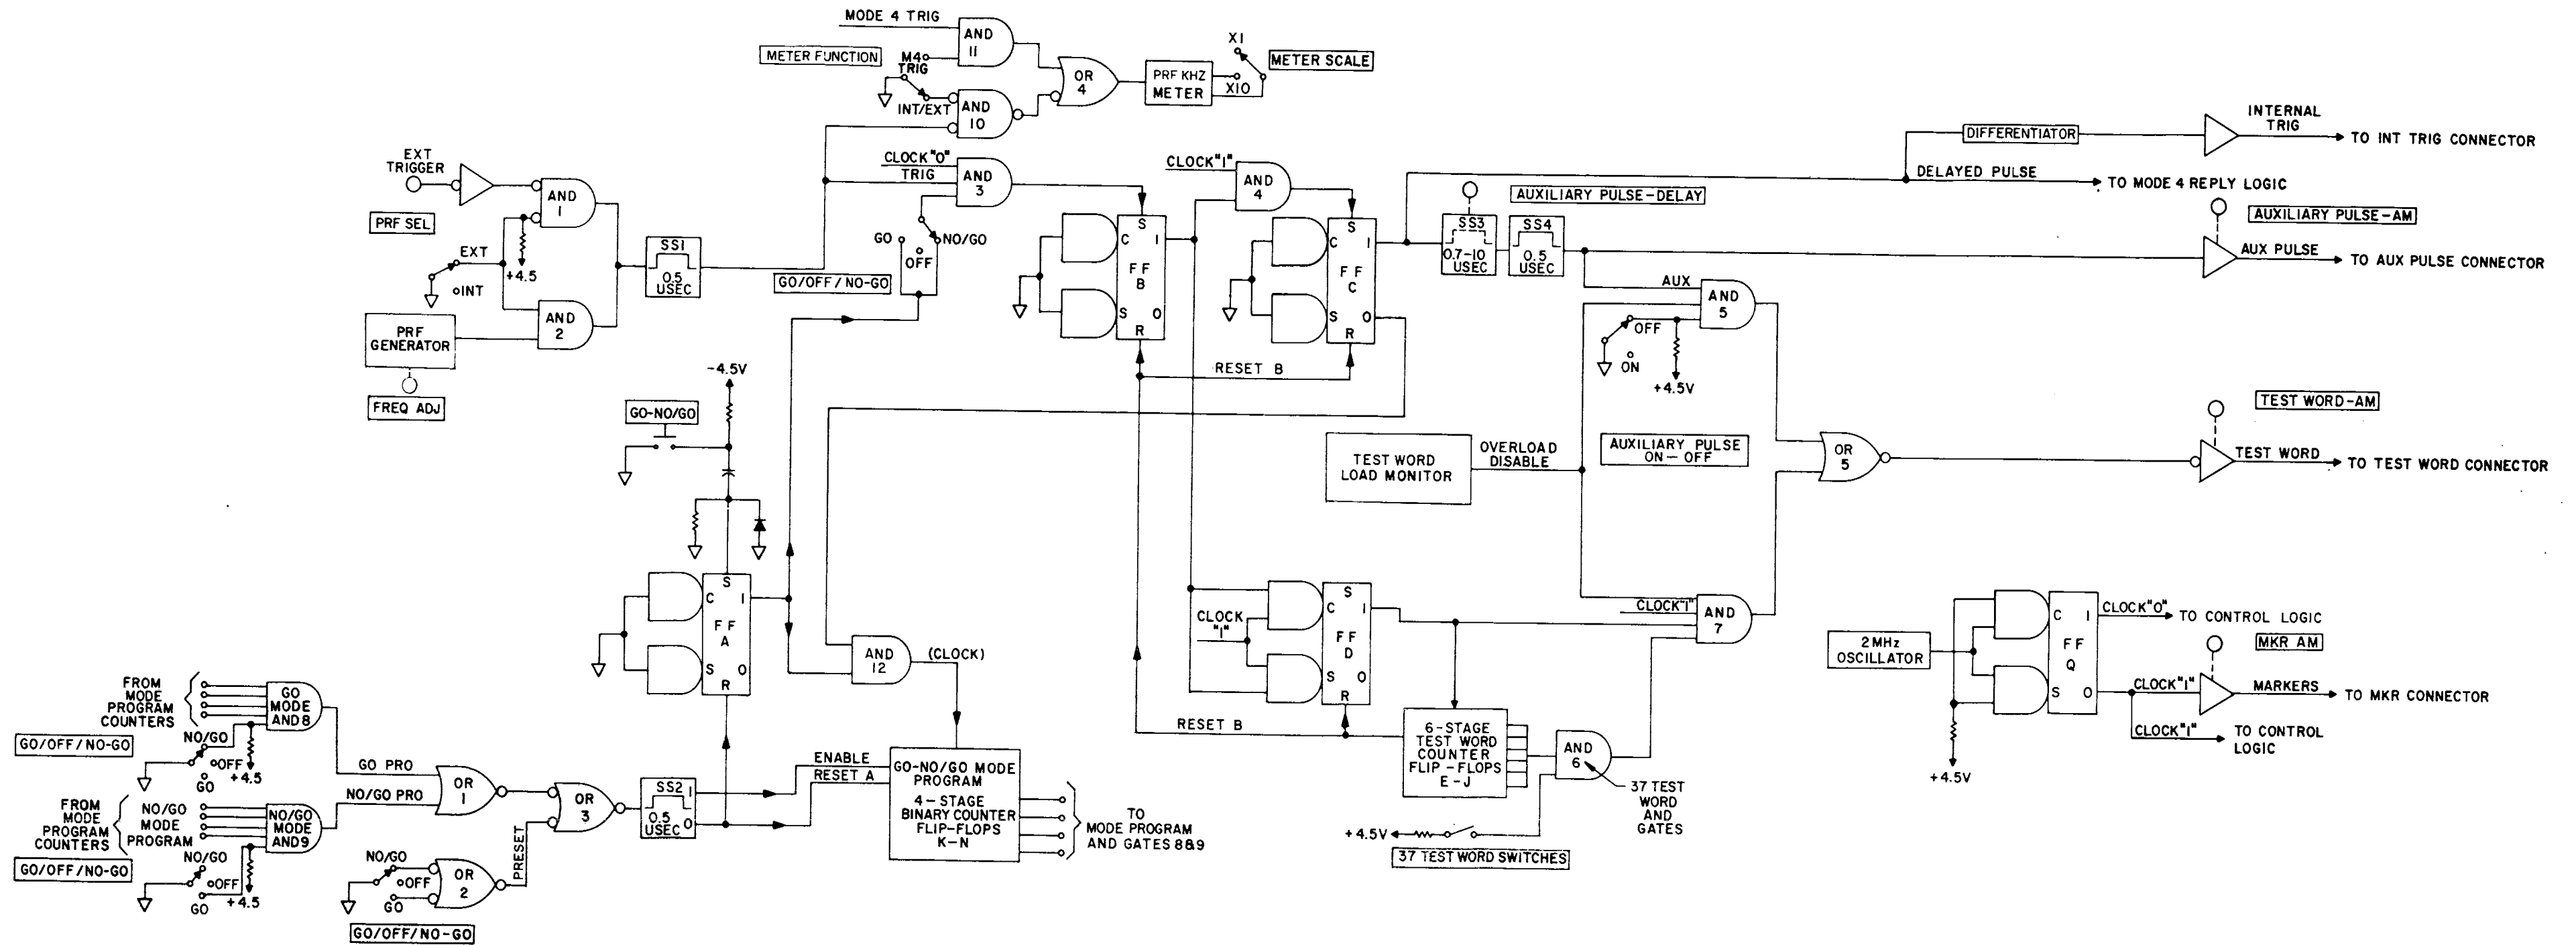 MODE 4 TRIG
AND
11
METER FUNCTION
M4
TRIG
INT/EXT
AND
10
OR
4
PRF KHZ
METER
X1
X10
METER SCALE
EXT
TRIGGER
PRF SEL
EXT
INT
+4.5
AND
1
AND
2
PRF
GENERATOR
FREQ ADJ
SS1
0.5
USEC
CLOCK "0"
TRIG
AND
3
GO
OFF
NO/GO
GO/OFF/NO-GO
S
C 1
FF
B
S 0
R
CLOCK "1"
AND
4
S
C 1
FF
C
S 0
R
RESET B
AUXILIARY PULSE-DELAY
SS3
0.7-10
USEC
SS4
0.5
USEC
DIFFERENTIATOR
INTERNAL
TRIG
TO INT TRIG CONNECTOR
DELAYED PULSE
TO MODE 4 REPLY LOGIC
AUXILIARY PULSE-AM
AUX PULSE
TO AUX PULSE CONNECTOR
AUX
AND
5
OFF
ON
+4.5V
AUXILIARY PULSE
ON-OFF
TEST WORD
LOAD MONITOR
OVERLOAD
DISABLE
OR
5
TEST WORD-AM
TEST WORD
TO TEST WORD CONNECTOR
-4.5V
GO-NO/GO
S
C 1
FF
A
S 0
R
AND
12
(CLOCK)
CLOCK
"1"
S
C 1
FF
D
S 0
R
RESET B
CLOCK "1"
AND
7
6-STAGE
TEST WORD
COUNTER
FLIP-FLOPS
E-J
AND
6
37 TEST
WORD
AND
GATES
+4.5V
37 TEST WORD SWITCHES
2MHz
OSCILLATOR
+4.5V
C 1
FF
Q
S 0
CLOCK "0"
TO CONTROL LOGIC
MKR AM
CLOCK "1"
MARKERS
TO MKR CONNECTOR
CLOCK "1"
TO CONTROL
LOGIC
FROM
MODE
PROGRAM
COUNTERS
GO
MODE
AND8
GO/OFF/NO-GO
NO/GO
OFF
GO
+4.5
GO PRO
FROM
MODE
PROGRAM
COUNTERS
NO/GO
MODE
PROGRAM
NO/GO
MODE
AND9
GO/OFF/NO-GO
NO/GO
OFF
GO
+4.5
NO/GO PRO
OR
1
OR
3
PRESET
NO/GO
OFF
GO
OR
2
GO/OFF/NO-GO
SS2 1
0.5
USEC 0
ENABLE
RESET A
GO-NO/GO MODE
PROGRAM
4-STAGE
BINARY COUNTER
FLIP-FLOPS
K-N
TO
MODE PROGRAM
AND GATES 8&9